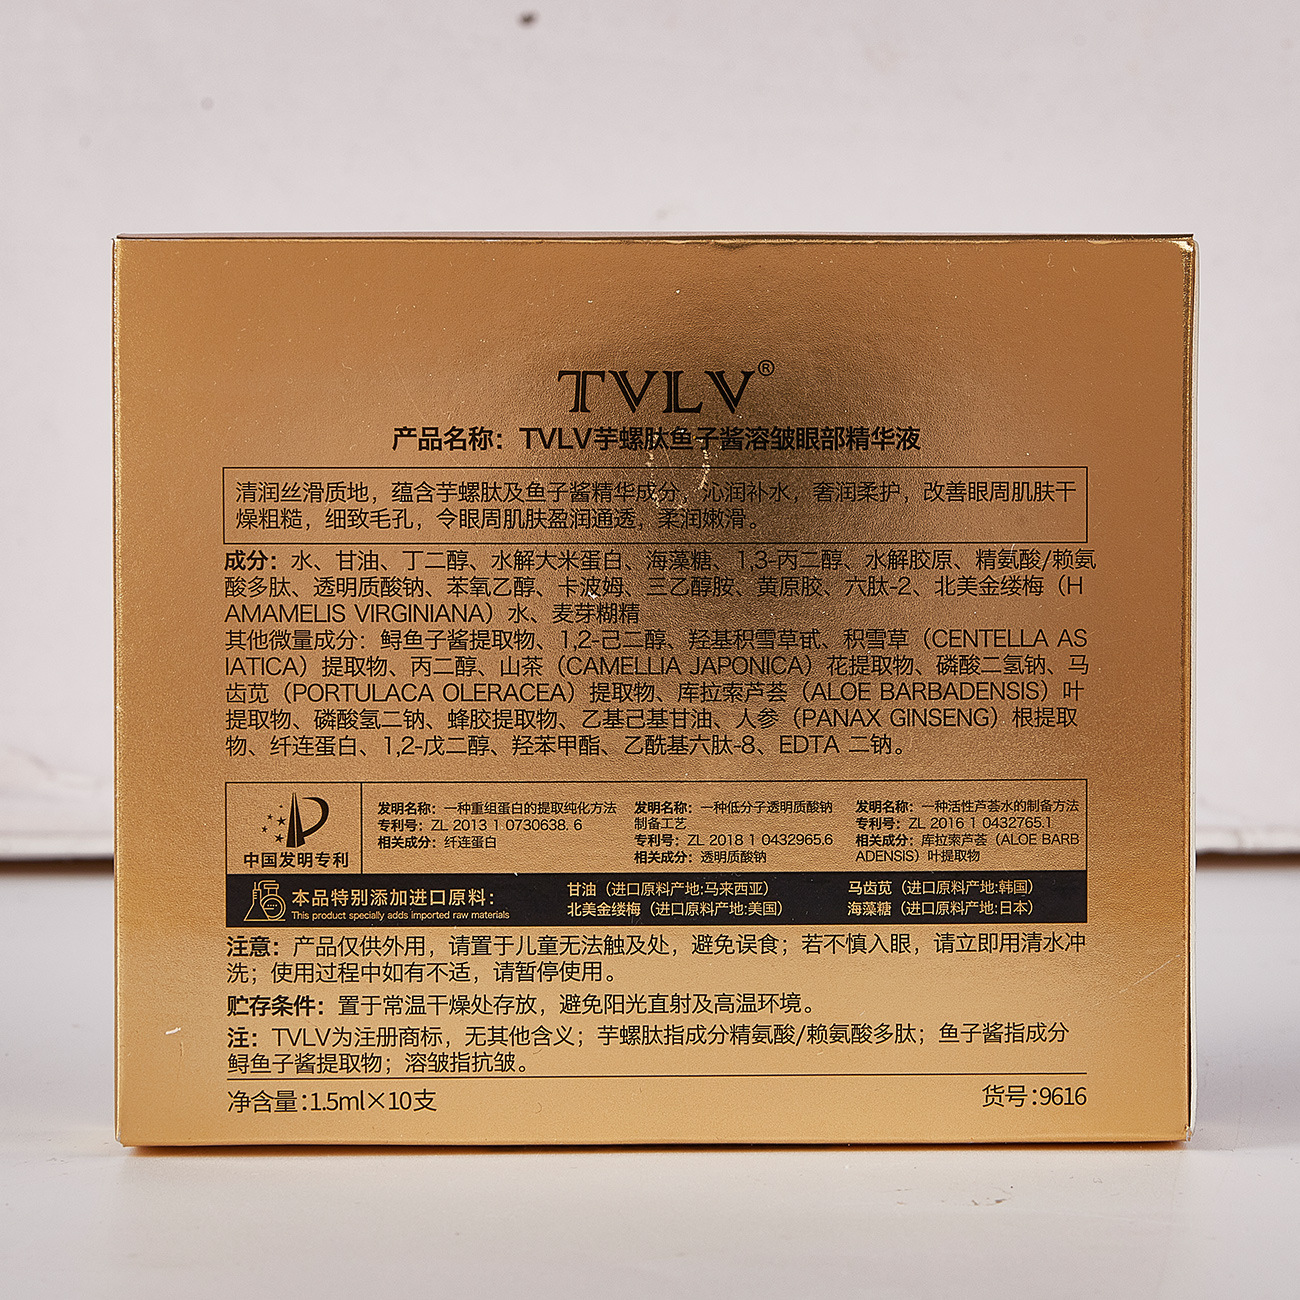 TVLV®
产品名称：TVLV芋螺肽鱼子酱溶皱眼部精华液
清润丝滑质地，蕴含芋螺肽及鱼子酱精华成分，沁润补水，奢润柔护，改善眼周肌肤干
燥粗糙，细致毛孔，令眼周肌肤盈润通透，柔润嫩滑。
成分：水、甘油、丁二醇、水解大米蛋白、海藻糖、1,3-丙二醇、水解胶原、精氨酸/赖氨
酸多肽、透明质酸钠、苯氧乙醇、卡波姆、三乙醇胺、黄原胶、六肽-2、北美金缕梅（H
AMAMELIS VIRGINIANA）水、麦芽糊精
其他微量成分：鲟鱼子酱提取物、1,2-己二醇、羟基积雪草甙、积雪草（CENTELLA AS
IATICA）提取物、丙二醇、山茶（CAMELLIA JAPONICA）花提取物、磷酸二氢钠、马
齿苋（PORTULACA OLERACEA）提取物、库拉索芦荟（ALOE BARBADENSIS）叶
提取物、磷酸氢二钠、蜂胶提取物、乙基己基甘油、人参（PANAX GINSENG）根提取
物、纤连蛋白、1,2-戊二醇、羟苯甲酯、乙酰基六肽-8、EDTA 二钠。
中国发明专利
发明名称：一种重组蛋白的提取纯化方法
专利号：ZL 2013 1 0730638. 6
相关成分：纤连蛋白
发明名称：一种低分子透明质酸钠
制备工艺
专利号：ZL 2018 1 0432965.6
相关成分：透明质酸钠
发明名称：一种活性芦荟水的制备方法
专利号：ZL 2016 1 0432765.1
相关成分：库拉索芦荟（ALOE BARB
ADENSIS）叶提取物
本品特别添加进口原料：
This product specially adds imported raw materials
甘油（进口原料产地:马来西亚）
北美金缕梅（进口原料产地:美国）
马齿苋（进口原料产地:韩国）
海藻糖（进口原料产地:日本）
注意：产品仅供外用，请置于儿童无法触及处，避免误食；若不慎入眼，请立即用清水冲
洗；使用过程中如有不适，请暂停使用。
贮存条件：置于常温干燥处存放，避免阳光直射及高温环境。
注：TVLV为注册商标，无其他含义；芋螺肽指成分精氨酸/赖氨酸多肽；鱼子酱指成分
鲟鱼子酱提取物；溶皱指抗皱。
净含量:1.5ml×10支
货号:9616